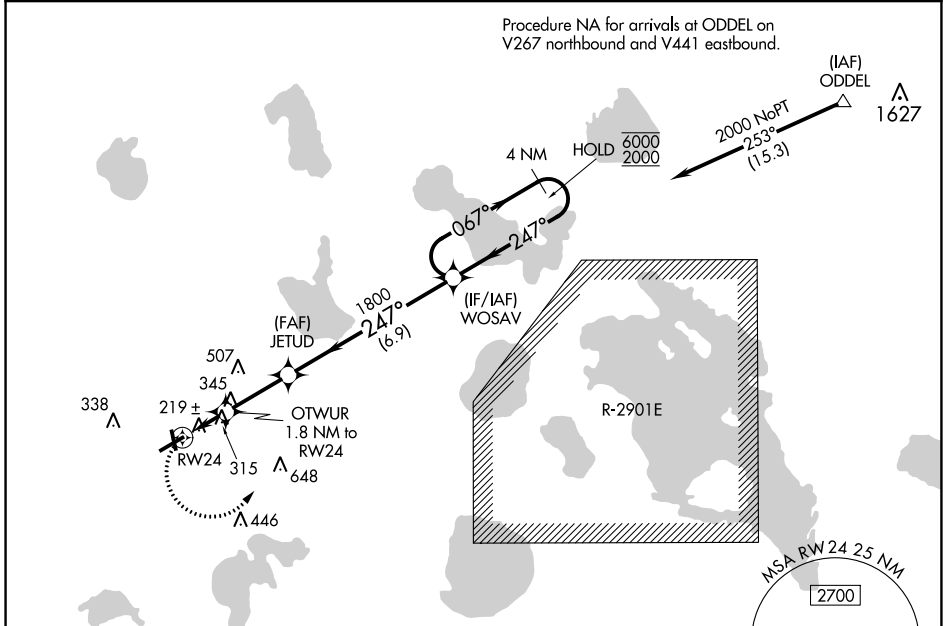 Procedure NA for arrivals at ODDEL on
V267 northbound and V441 eastbound.
(IAF)
ODDEL
1627
2000 NoPT
253°
(15.3)
4 NM
HOLD
6000
2000
067°
247°
(IF/IAF)
WOSAV
1800
247°
(6.9)
(FAF)
JETUD
507
345
338
219 ±
OTWUR
1.8 NM to
RW24
RW24
315
648
446
R-2901E
MSA RW24 25 NM
2700